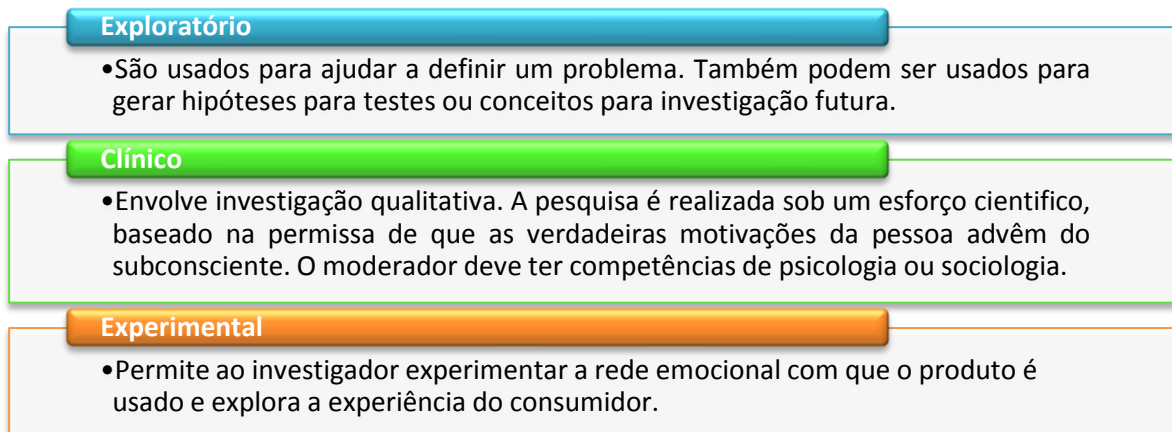 Exploratório
•São usados para ajudar a definir um problema. Também podem ser usados para
gerar hipóteses para testes ou conceitos para investigação futura.
Clínico
•Envolve investigação qualitativa. A pesquisa é realizada sob um esforço cientifico,
baseado na permissa de que as verdadeiras motivações da pessoa advêm do
subconsciente. O moderador deve ter competências de psicologia ou sociologia.
Experimental
•Permite ao investigador experimentar a rede emocional com que o produto é
usado e explora a experiência do consumidor.